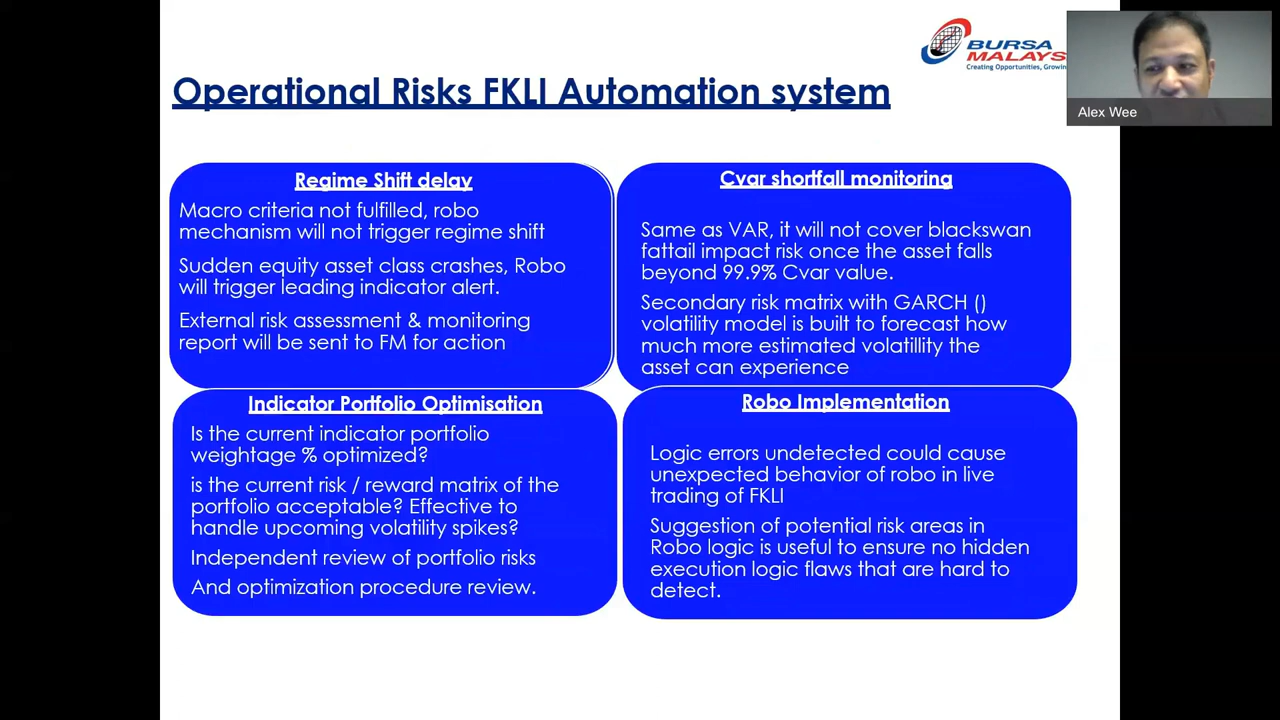 BURSA
MALAYS
Creating Opportunities, Growin
Alex Wee
Operational Risks FKLI Automation system
Regime Shift delay
Macro criteria not fulfilled, robo
mechanism will not trigger regime shift
Sudden equity asset class crashes, Robo
will trigger leading indicator alert.
External risk assessment & monitoring
report will be sent to FM for action
Cvar shortfall monitoring
Same as VAR, it will not cover blackswan
fattail impact risk once the asset falls
beyond 99.9% Cvar value.
Secondary risk matrix with GARCH ()
volatility model is built to forecast how
much more estimated volatillity the
asset can experience
Indicator Portfolio Optimisation
Is the current indicator portfolio
weightage % optimized?
is the current risk / reward matrix of the
portfolio acceptable? Effective to
handle upcoming volatility spikes?
Independent review of portfolio risks
And optimization procedure review.
Robo Implementation
Logic errors undetected could cause
unexpected behavior of robo in live
trading of FKLI
Suggestion of potential risk areas in
Robo logic is useful to ensure no hidden
execution logic flaws that are hard to
detect.